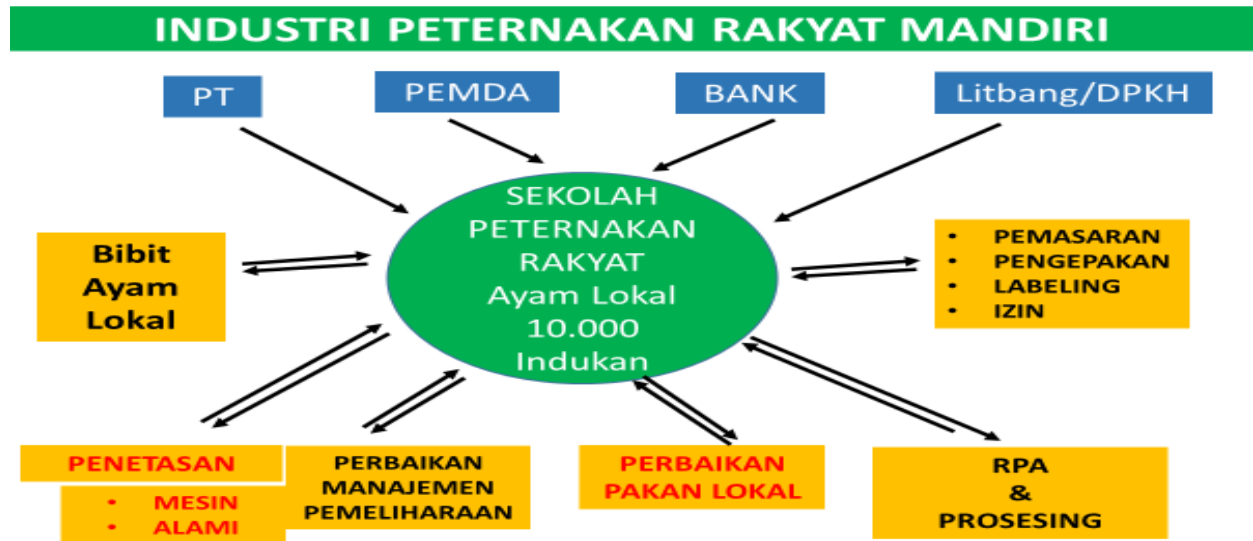 INDUSTRI PETERNAKAN RAKYAT MANDIRI
PT
PEMDA
BANK
Litbang/DPKH
SEKOLAH
PETERNAKAN
RAKYAT
Ayam Lokal
10.000
Indukan
Bibit
Ayam
Lokal
• PEMASARAN
• PENGEPAKAN
• LABELING
• IZIN
PENETASAN
• MESIN
• ALAMI
PERBAIKAN
MANAJEMEN
PEMELIHARAAN
PERBAIKAN
PAKAN LOKAL
RPA
&
PROSESING